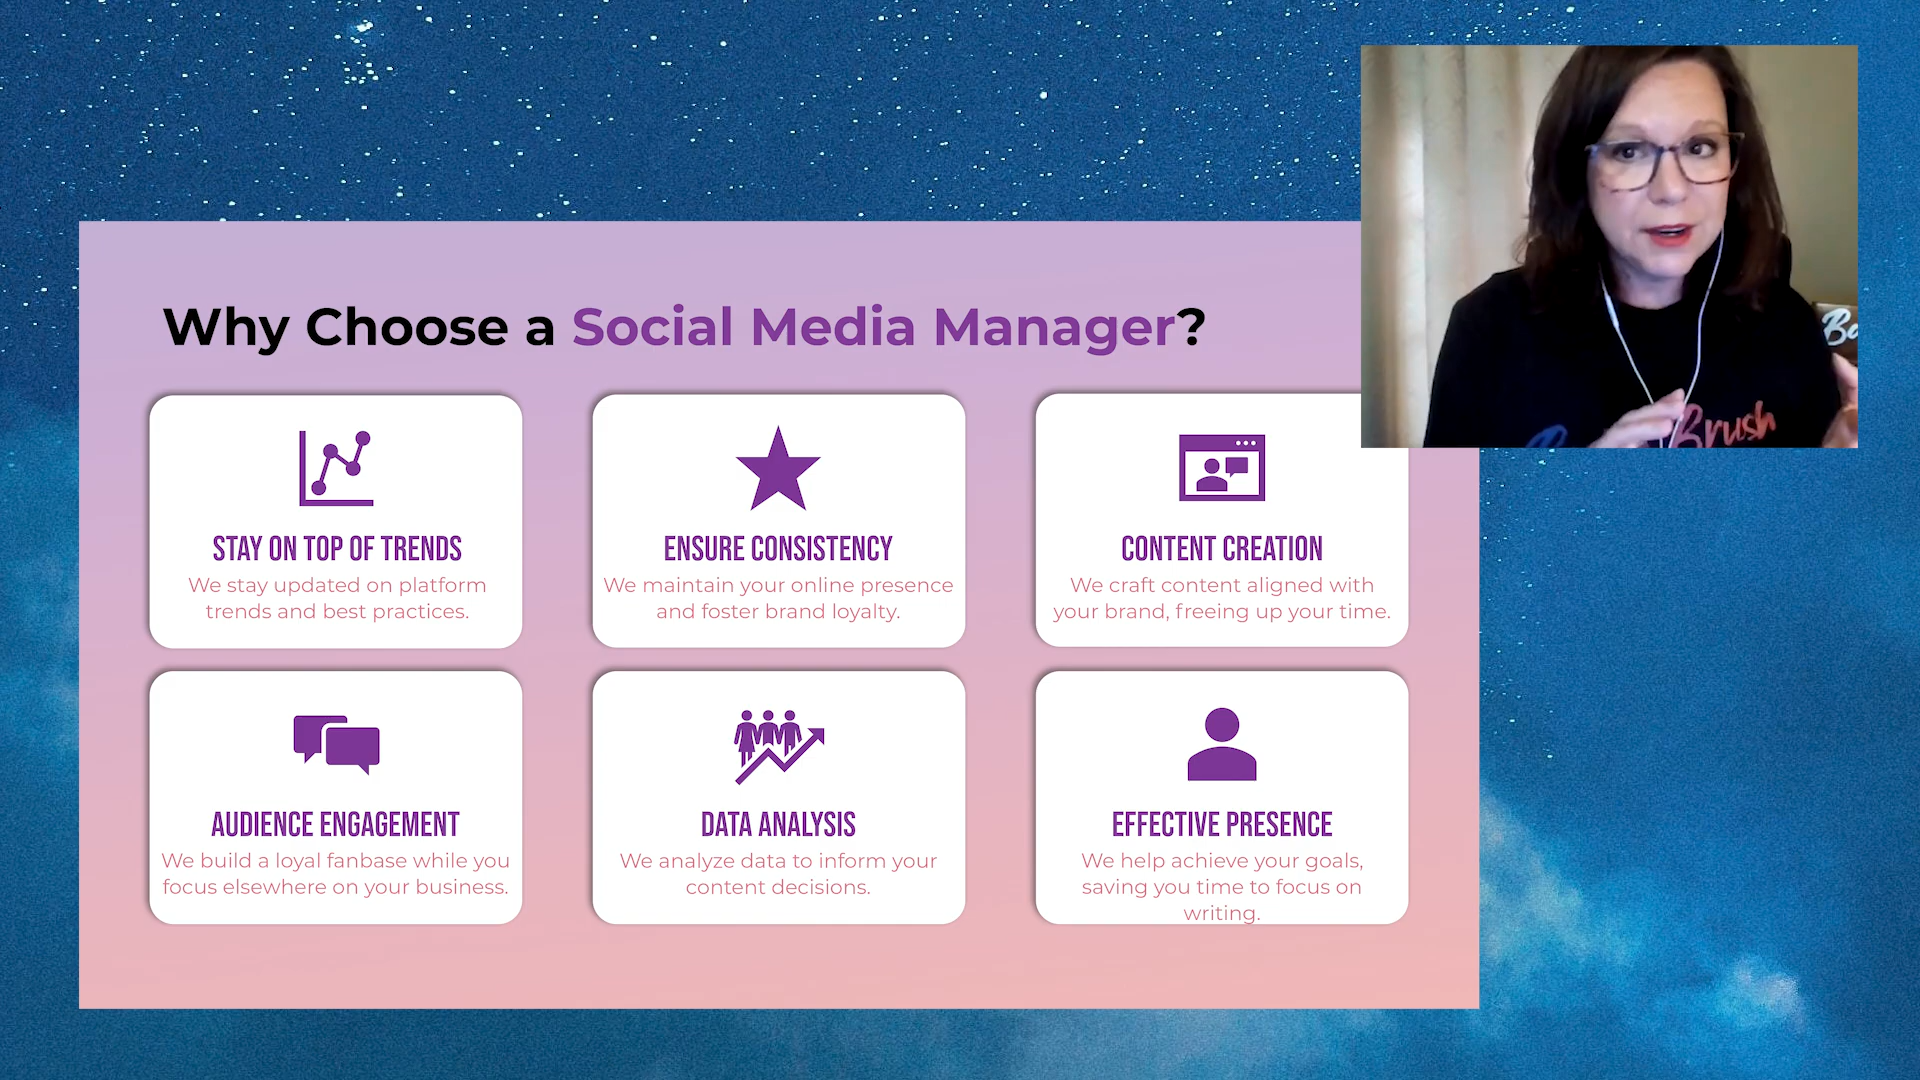 Why Choose a Social Media Manager?
STAY ON TOP OF TRENDS
We stay updated on platform
trends and best practices.
ENSURE CONSISTENCY
We maintain your online presence
and foster brand loyalty.
CONTENT CREATION
We craft content aligned with
your brand, freeing up your time.
AUDIENCE ENGAGEMENT
We build a loyal fanbase while you
focus elsewhere on your business.
DATA ANALYSIS
We analyze data to inform your
content decisions.
EFFECTIVE PRESENCE
We help achieve your goals,
saving you time to focus on
writing.
Brush